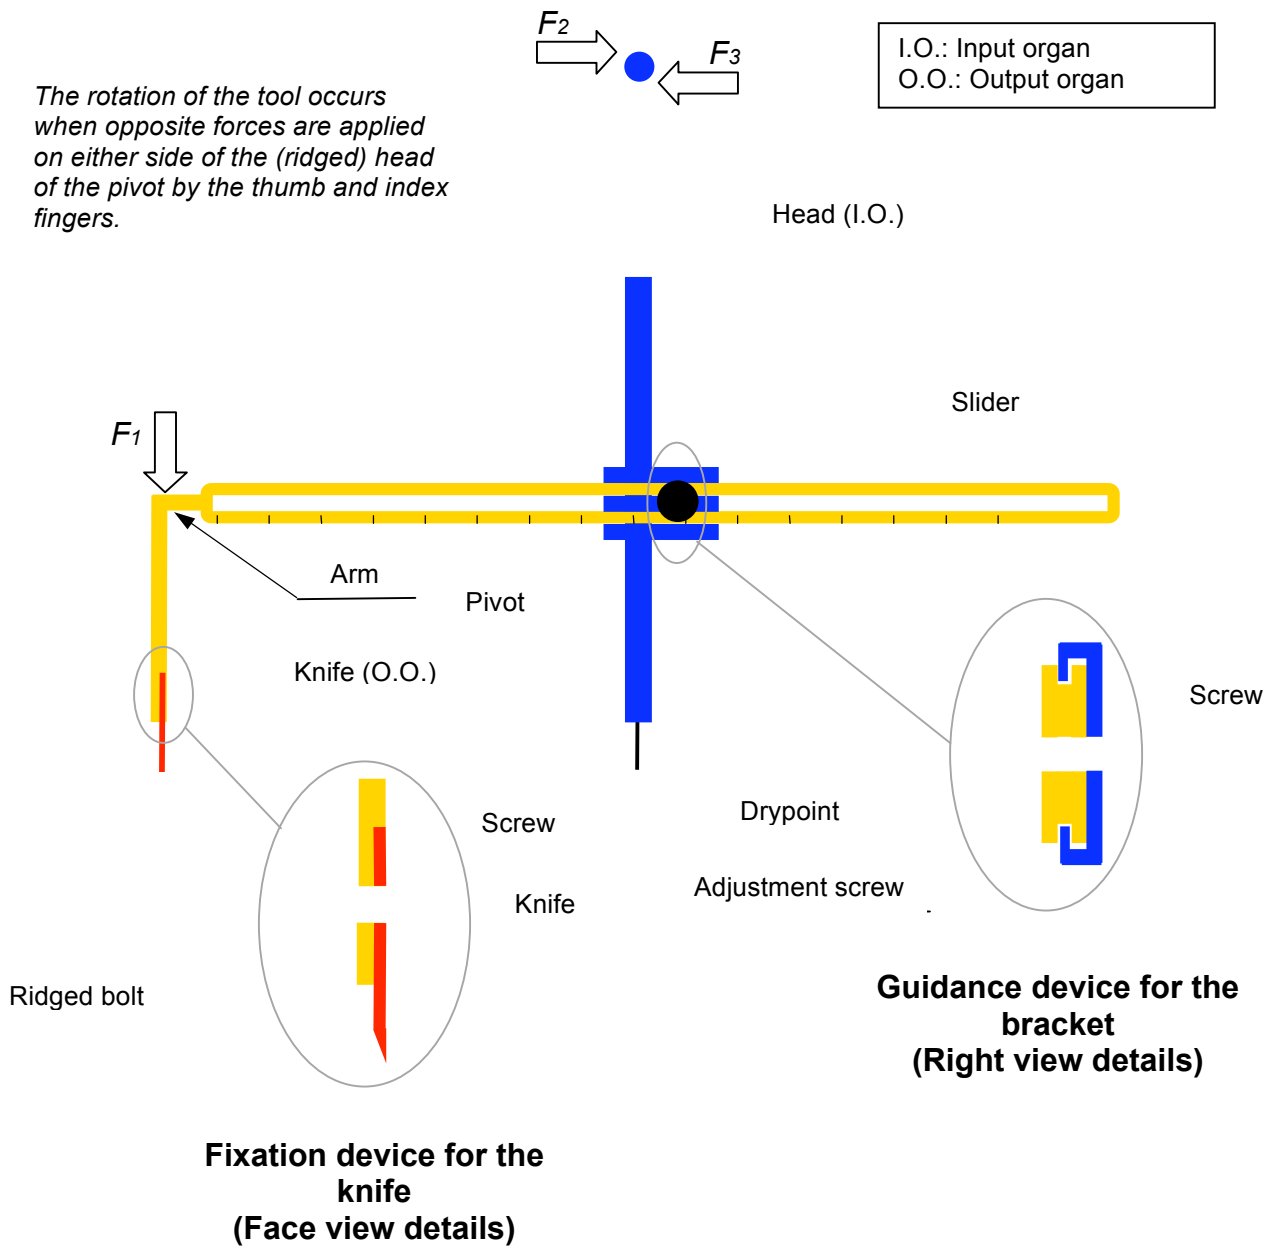 F2
F3
I.O.: Input organ
O.O.: Output organ
The rotation of the tool occurs
when opposite forces are applied
on either side of the (ridged) head
of the pivot by the thumb and index
fingers.
Head (I.O.)
Slider
F1
Arm
Pivot
Knife (O.O.)
Screw
Screw
Drypoint
Adjustment screw
Knife
Ridged bolt
Guidance device for the
bracket
(Right view details)
Fixation device for the
knife
(Face view details)